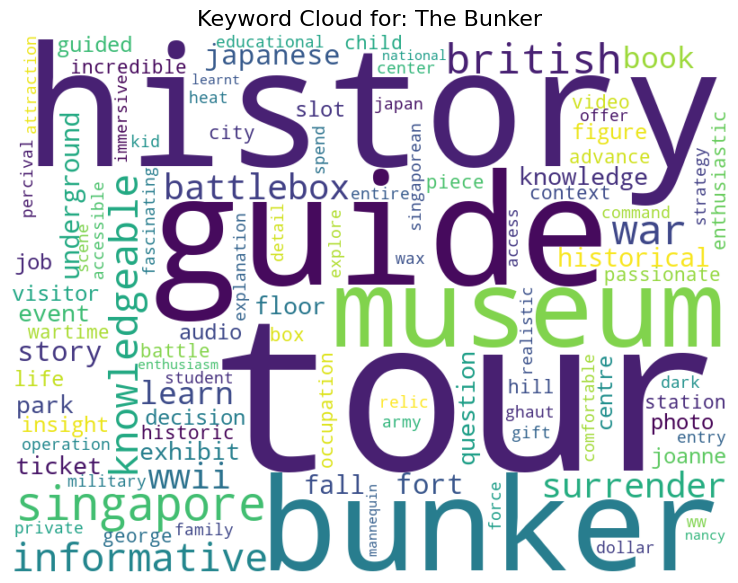 Keyword Cloud for: The Bunker
attraction
guided
incredible
immersive
educational
japanese
child
national
center
british
book
history
learnt
heat
kid
city
slot
japan
video
offer
figure
advance
strategy
enthusiastic
percival
underground
scene
accessible
knowledgeable
fascinating
battlebox
entire
spend
singaporean
piece
knowledge
context
command
war
historical
passionate
guide
explanation
detail
explore
wax
access
job
visitor
event
wartime
story
floor
audio
box
museum
realistic
battle
enthusiasm
student
life
park
insight
operation
ticket
learn
decision
historic
exhibit
tour
occupation
relic
army
question
hill
ghaut
gift
comfortable
centre
dark
station
photo
entry
joanne
military
wwii
fall
fort
surrender
singapore
bunker
mannequin
force
ww
nancy
dollar
private
george
family
informative